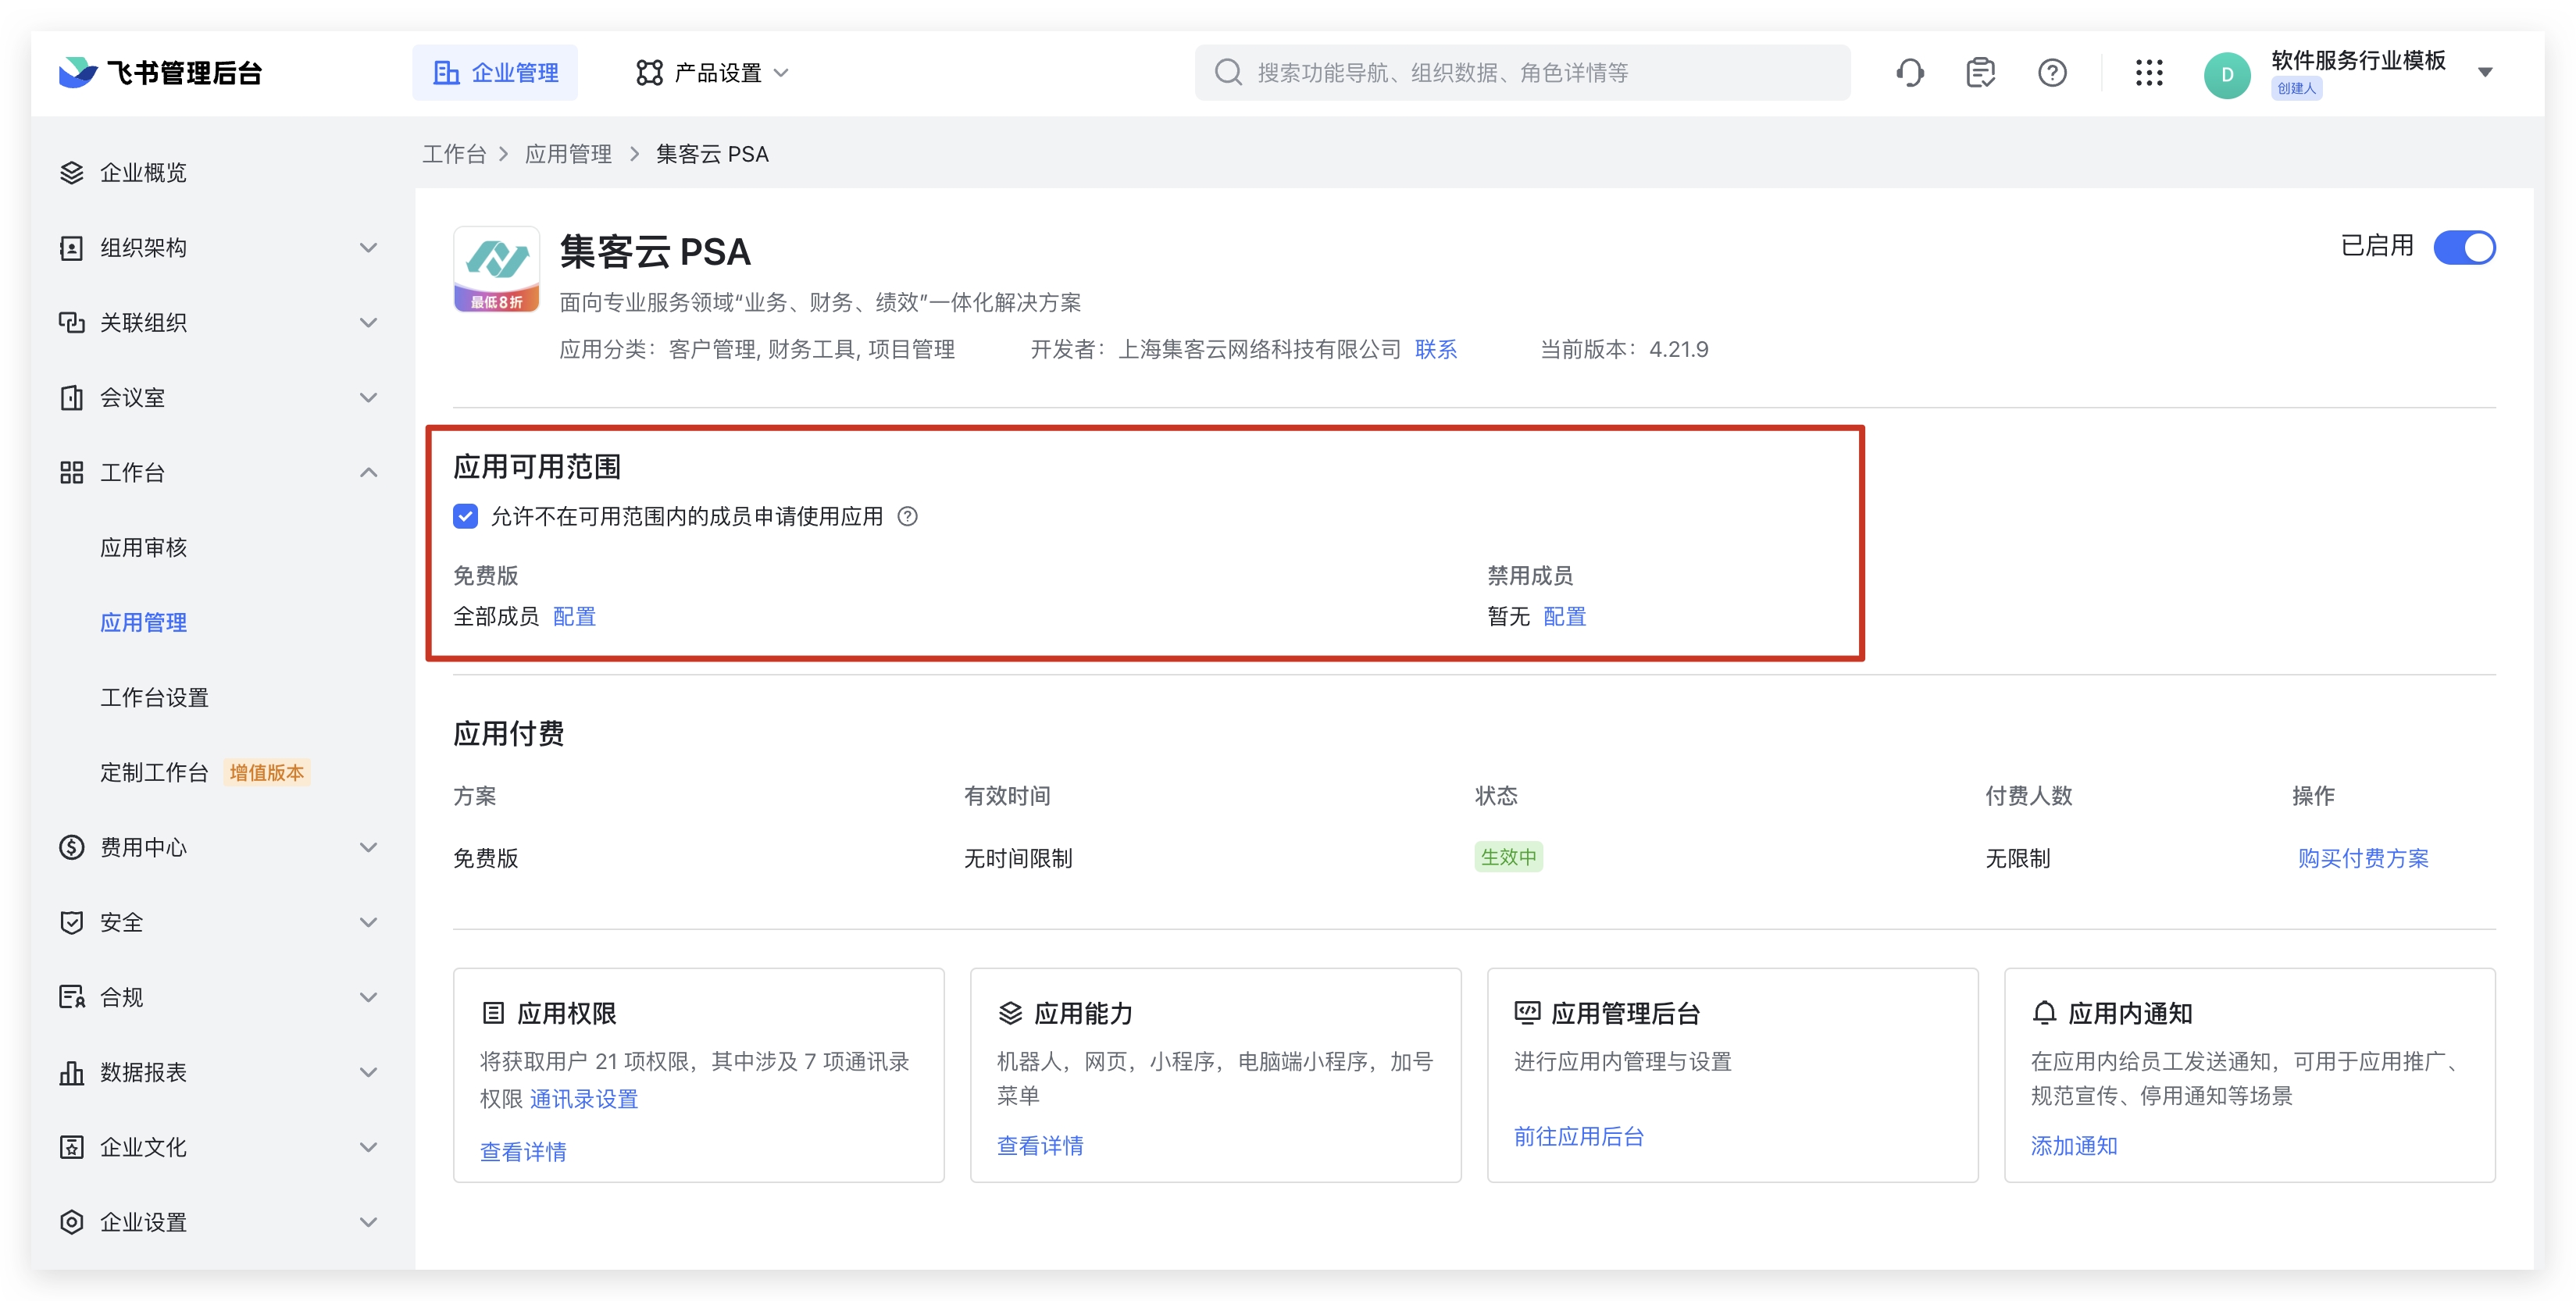 飞书管理后台
企业管理
产品设置
搜索功能导航、组织数据、角色详情等
D
软件服务行业模板
创建人
企业概览
组织架构
关联组织
会议室
工作台
应用审核
应用管理
工作台设置
定制工作台 增值版本
费用中心
安全
合规
数据报表
企业文化
企业设置
工作台 > 应用管理 > 集客云 PSA
最低8折
集客云 PSA
已启用
面向专业服务领域“业务、财务、绩效”一体化解决方案
应用分类：客户管理, 财务工具, 项目管理 开发者：上海集客云网络科技有限公司 联系 当前版本：4.21.9
应用可用范围
允许不在可用范围内的成员申请使用应用
免费版 禁用成员
全部成员 配置 暂无 配置
应用付费
方案 有效时间 状态 付费人数 操作
免费版 无时间限制 生效中 无限制 购买付费方案
应用权限
将获取用户 21 项权限，其中涉及 7 项通讯录
权限 通讯录设置
查看详情
应用能力
机器人，网页，小程序，电脑端小程序，加号
菜单
查看详情
应用管理后台
进行应用内管理与设置
前往应用后台
应用内通知
在应用内给员工发送通知，可用于应用推广、
规范宣传、停用通知等场景
添加通知